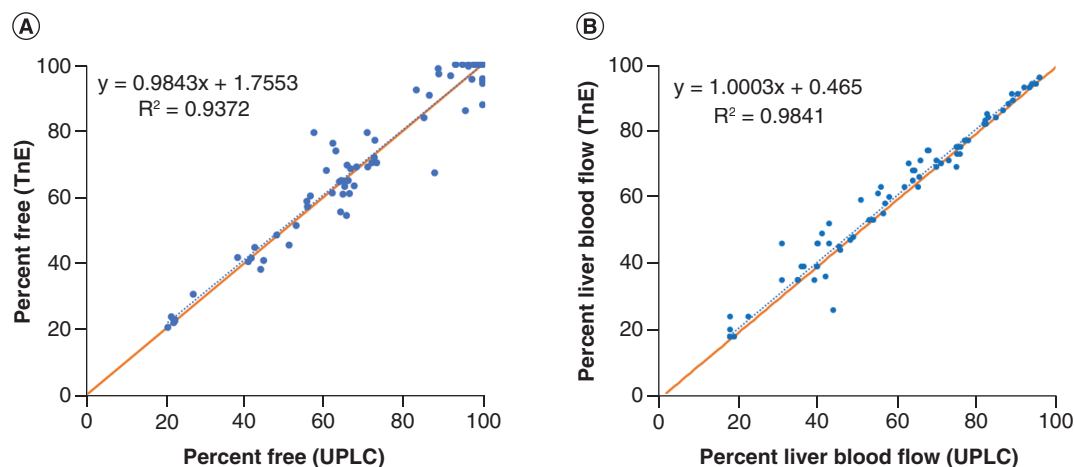 A
y = 0.9843x + 1.7553
R² = 0.9372
Percent free (TnE)
100
80
60
40
20
0
0 20 40 60 80 100
Percent free (UPLC)
B
y = 1.0003x + 0.465
R² = 0.9841
Percent liver blood flow (TnE)
100
80
60
40
20
0
0 20 40 60 80 100
Percent liver blood flow (UPLC)